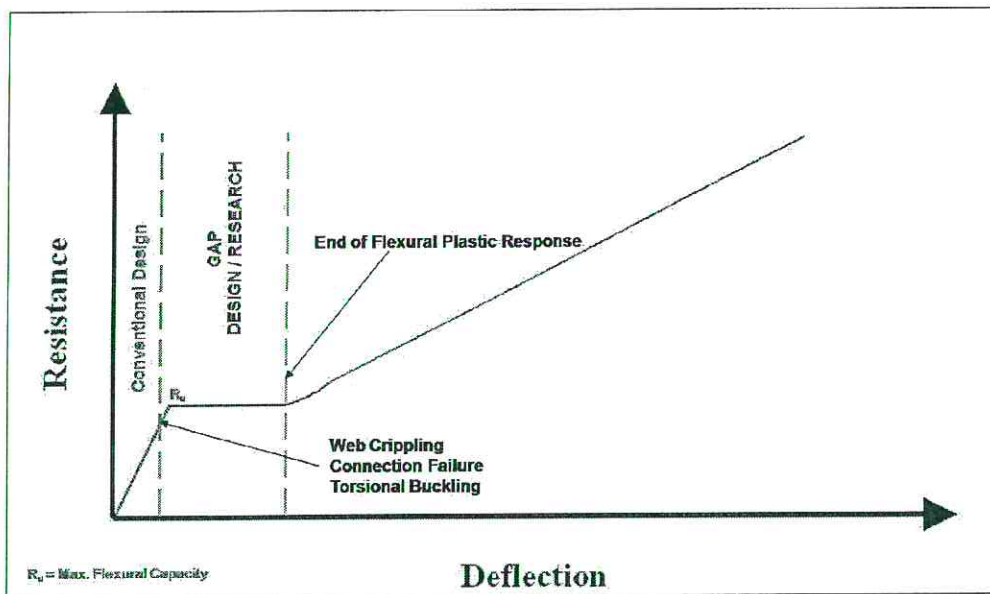 Resistance
Conventional Design
GAP
DESIGN / RESEARCH
End of Flexural Plastic Response
Rᵤ
Web Crippling
Connection Failure
Torsional Buckling
Rᵤ = Max. Flexural Capacity
Deflection